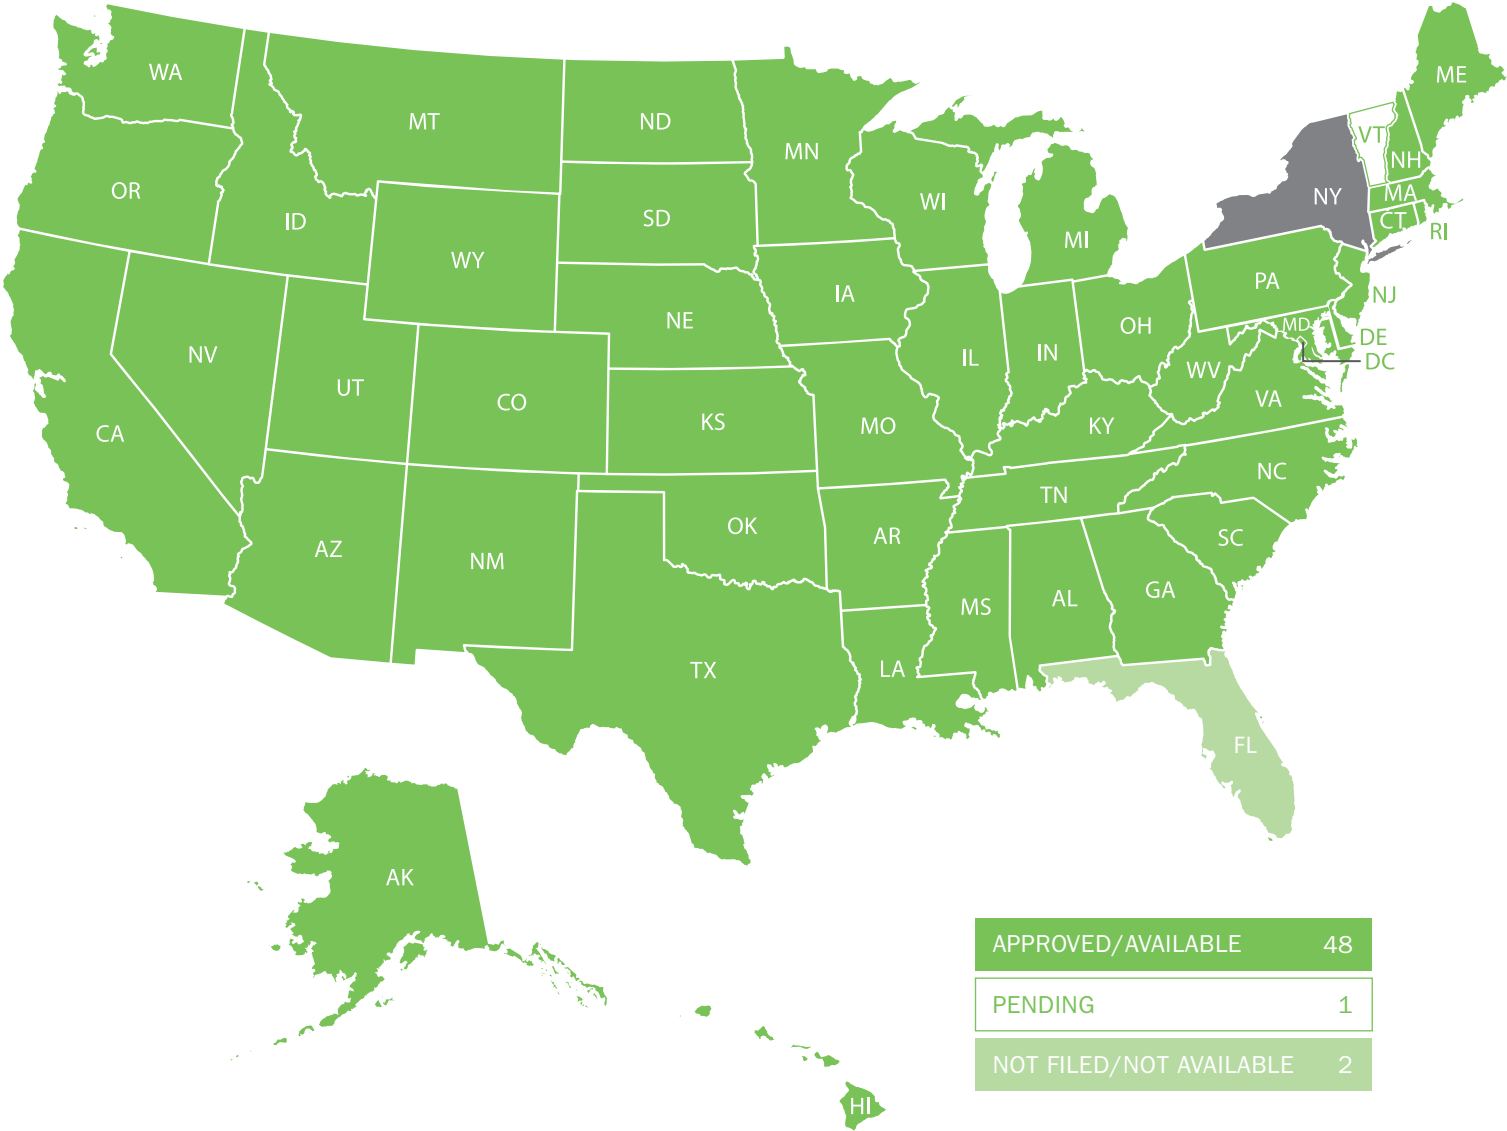 WA
MT
ND
MN
ME
VT
NH
OR
ID
WY
SD
WI
MI
NY
MA
CT
RI
NV
UT
CO
NE
IA
IL
IN
OH
PA
NJ
MD
DE
DC
WV
VA
CA
KS
MO
KY
NC
TN
SC
AZ
NM
OK
AR
MS
AL
GA
TX
LA
FL
AK
HI
APPROVED/AVAILABLE 48
PENDING 1
NOT FILED/NOT AVAILABLE 2